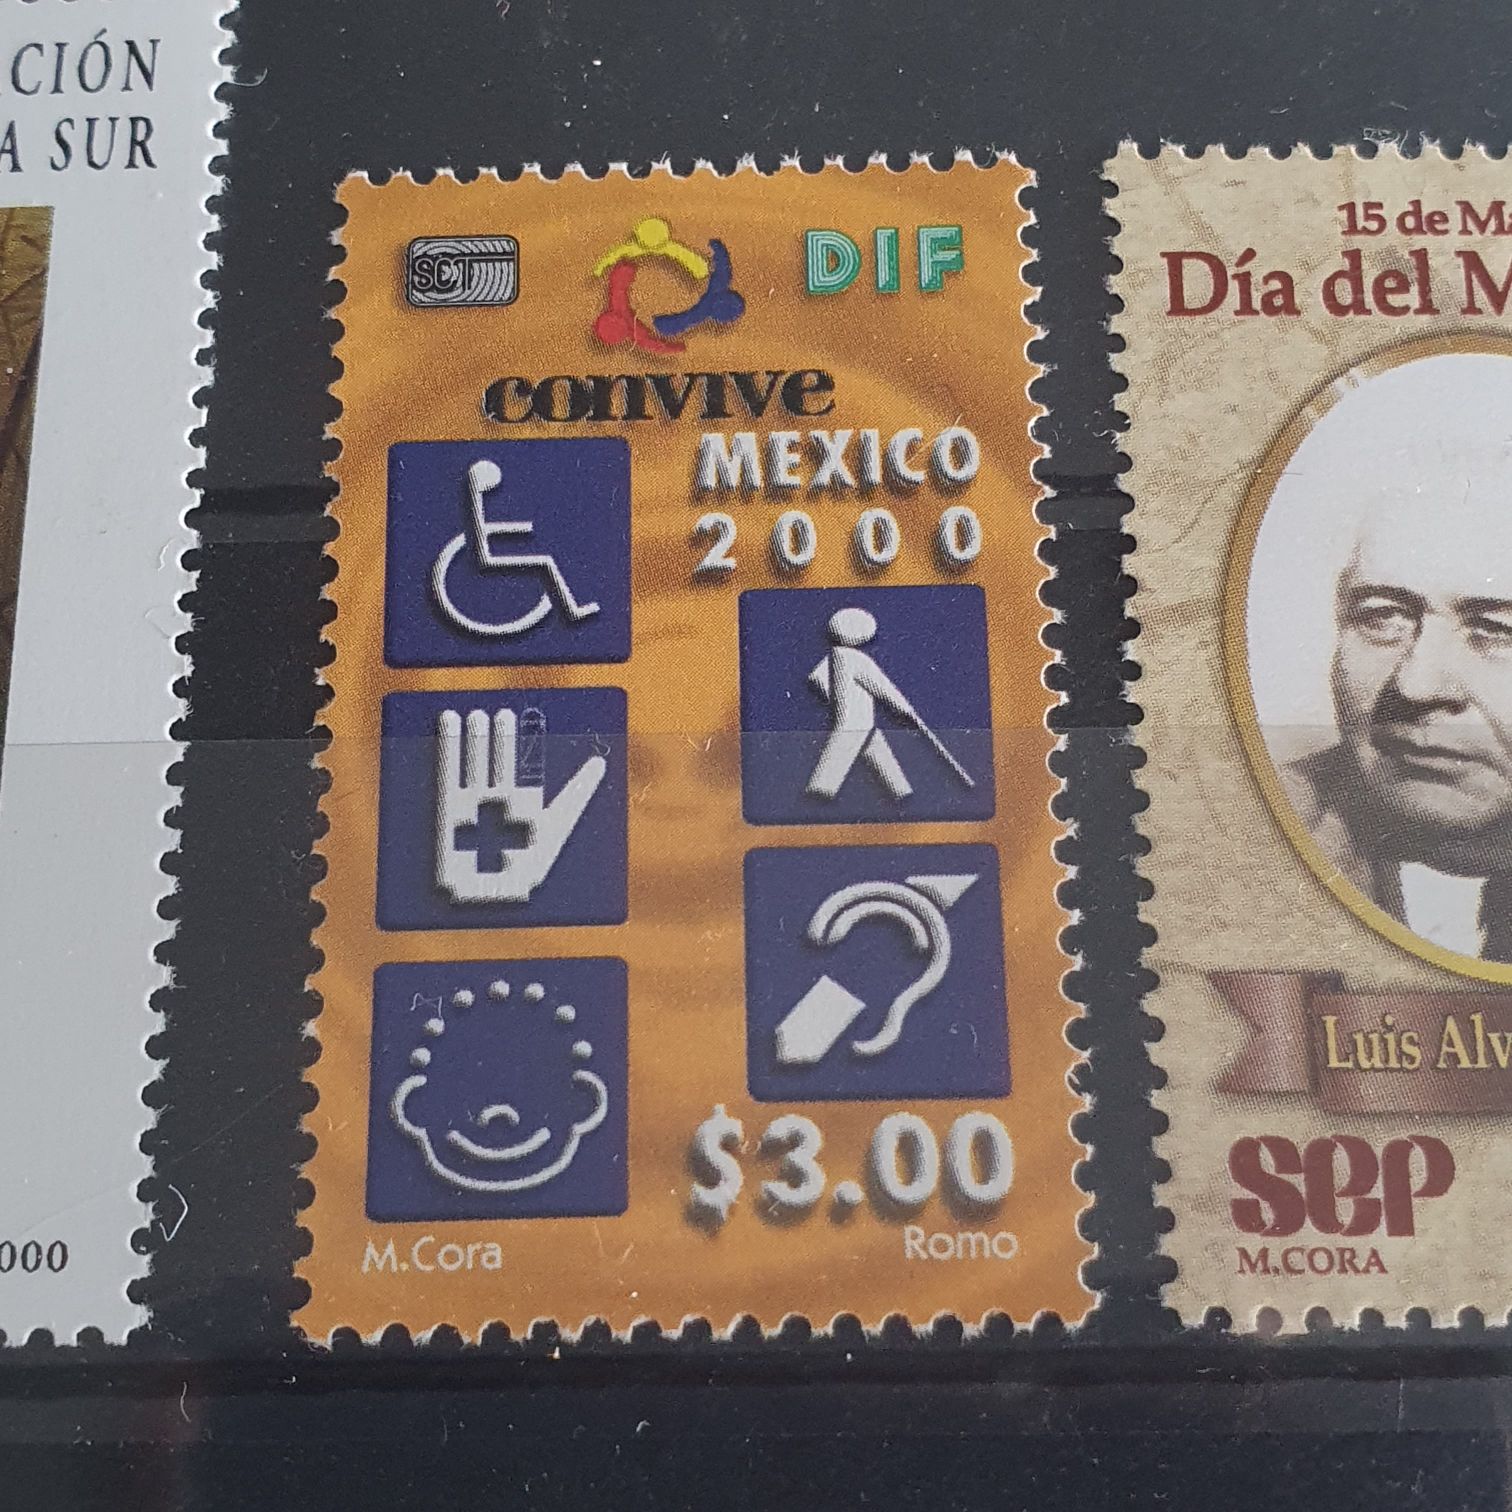 CIÓN
A SUR
000
SCT
DIF
convive
MEXICO
2000
$3.00
M.Cora
Romo
15 de Ma
Día del M
Luis Alv
SEP
M.CORA